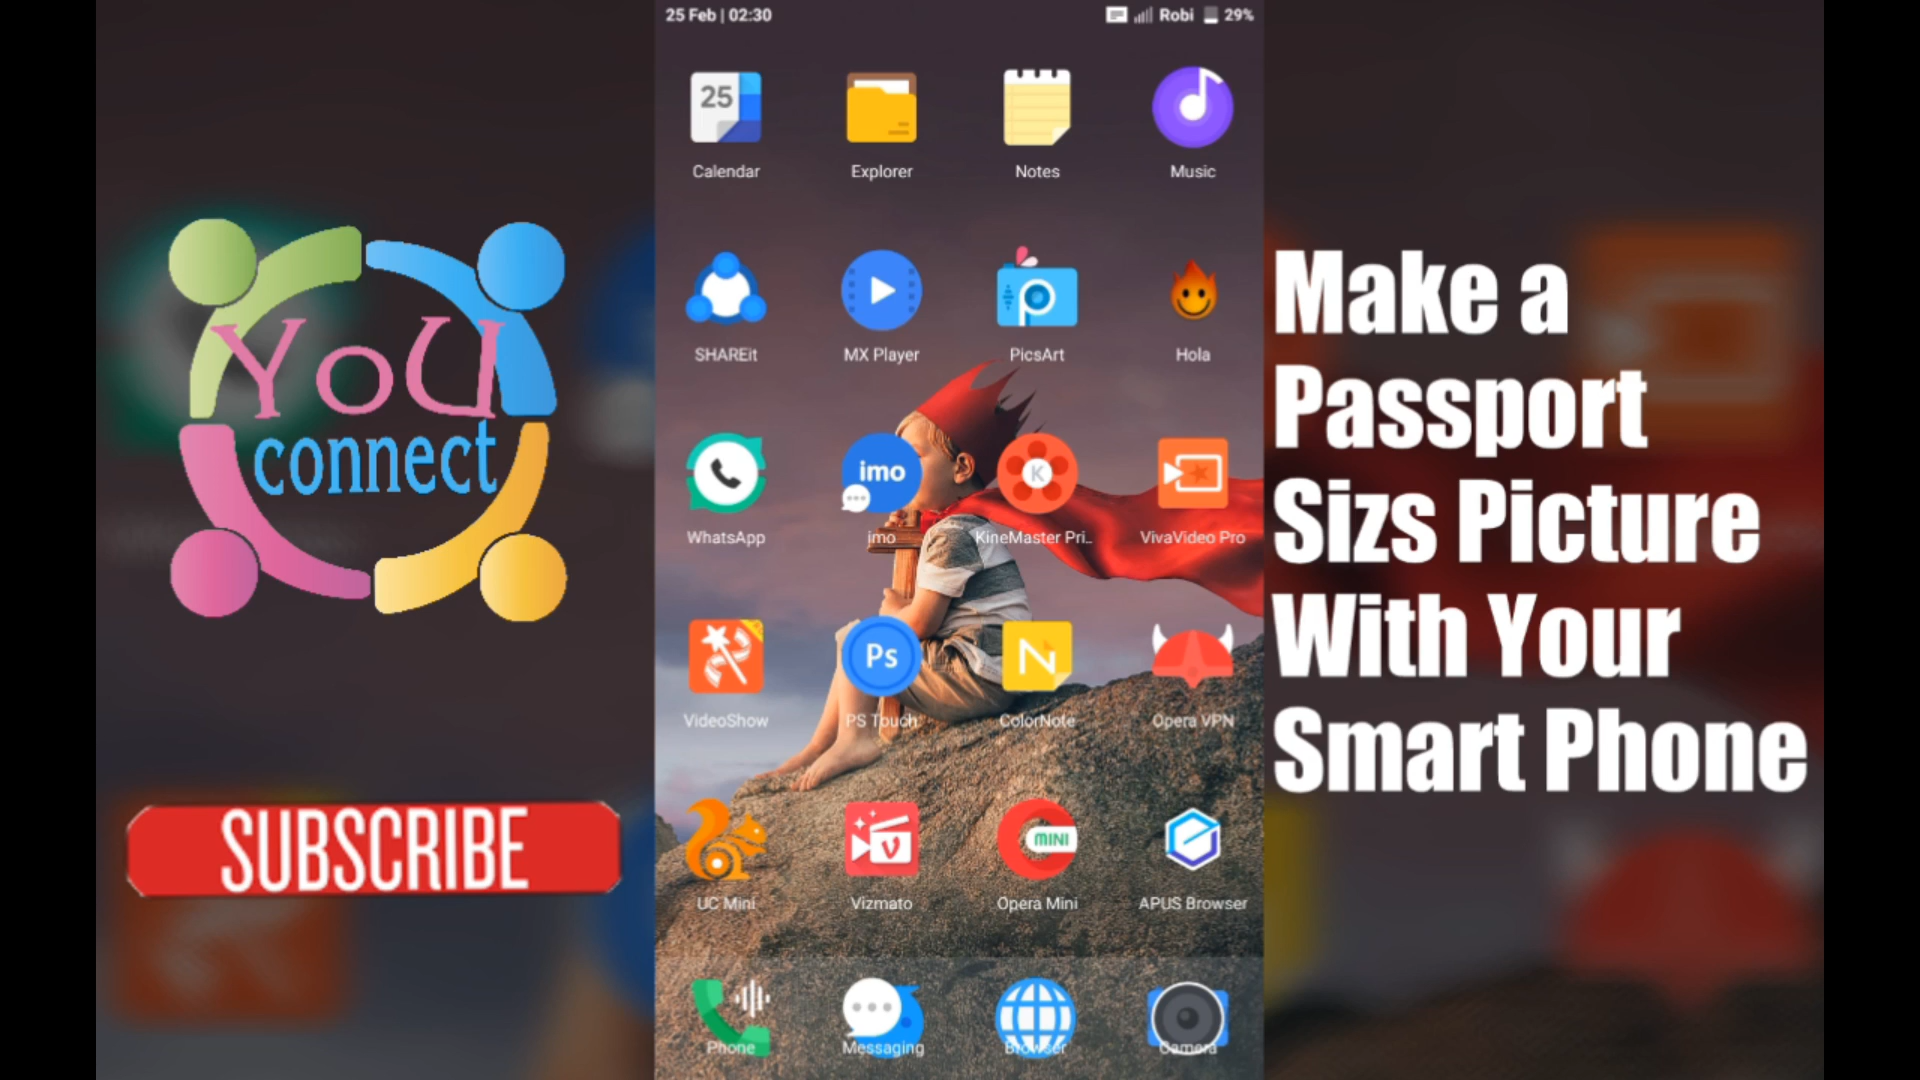 25 Feb | 02:30
Robi 29%
25
Calendar Explorer Notes Music
P
SHAREit MX Player PicsArt Hola
imo
K
WhatsApp imo KineMaster Pri.. VivaVideo Pro
Ps
N
VideoShow PS Touch ColorNote Opera VPN
V
MINI
UC Mini Vizmato Opera Mini APUS Browser
Phone Messaging Browser Camera
YoU
connect
SUBSCRIBE
Make a
Passport
Sizs Picture
With Your
Smart Phone